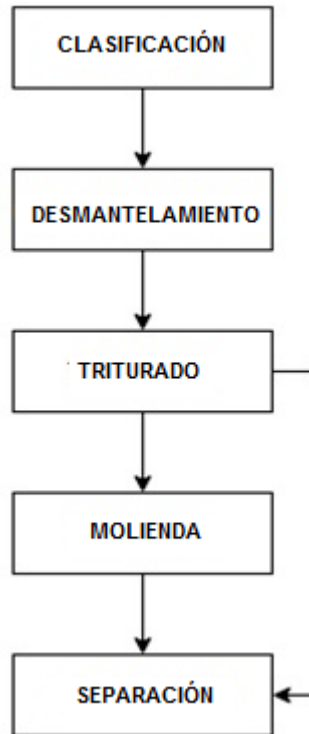 CLASIFICACIÓN
DESMANTELAMIENTO
TRITURADO
MOLIENDA
SEPARACIÓN